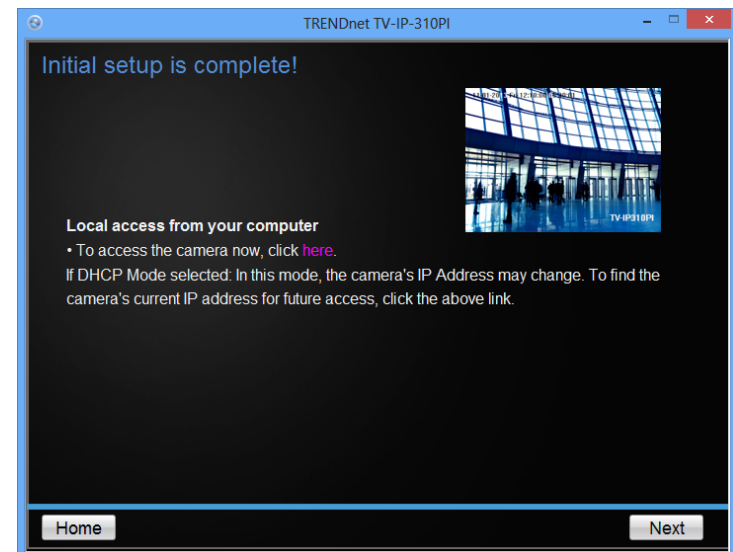 TRENDnet TV-IP-310PI
Initial setup is complete!
TV-IP310PI
Local access from your computer
• To access the camera now, click here.
If DHCP Mode selected: In this mode, the camera's IP Address may change. To find the
camera's current IP address for future access, click the above link.
Home
Next